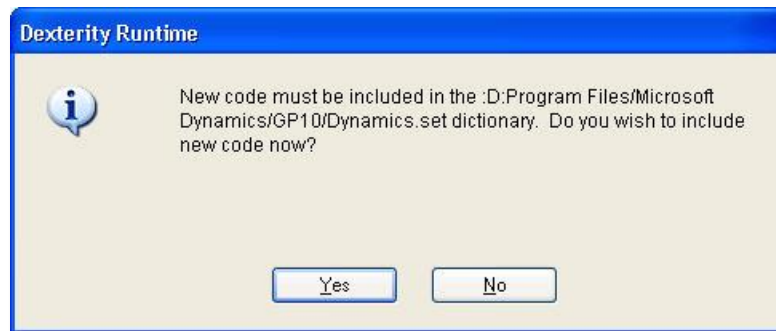 Dexterity Runtime
New code must be included in the :D:Program Files/Microsoft
Dynamics/GP10/Dynamics.set dictionary.  Do you wish to include
new code now?
Yes
No